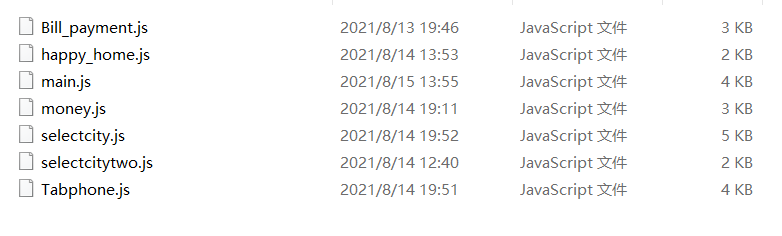 Bill_payment.js 2021/8/13 19:46 JavaScript 文件 3 KB
happy_home.js 2021/8/14 13:53 JavaScript 文件 2 KB
main.js 2021/8/15 13:55 JavaScript 文件 4 KB
money.js 2021/8/14 19:11 JavaScript 文件 3 KB
selectcity.js 2021/8/14 19:52 JavaScript 文件 5 KB
selectcitytwo.js 2021/8/14 12:40 JavaScript 文件 2 KB
Tabphone.js 2021/8/14 19:51 JavaScript 文件 4 KB